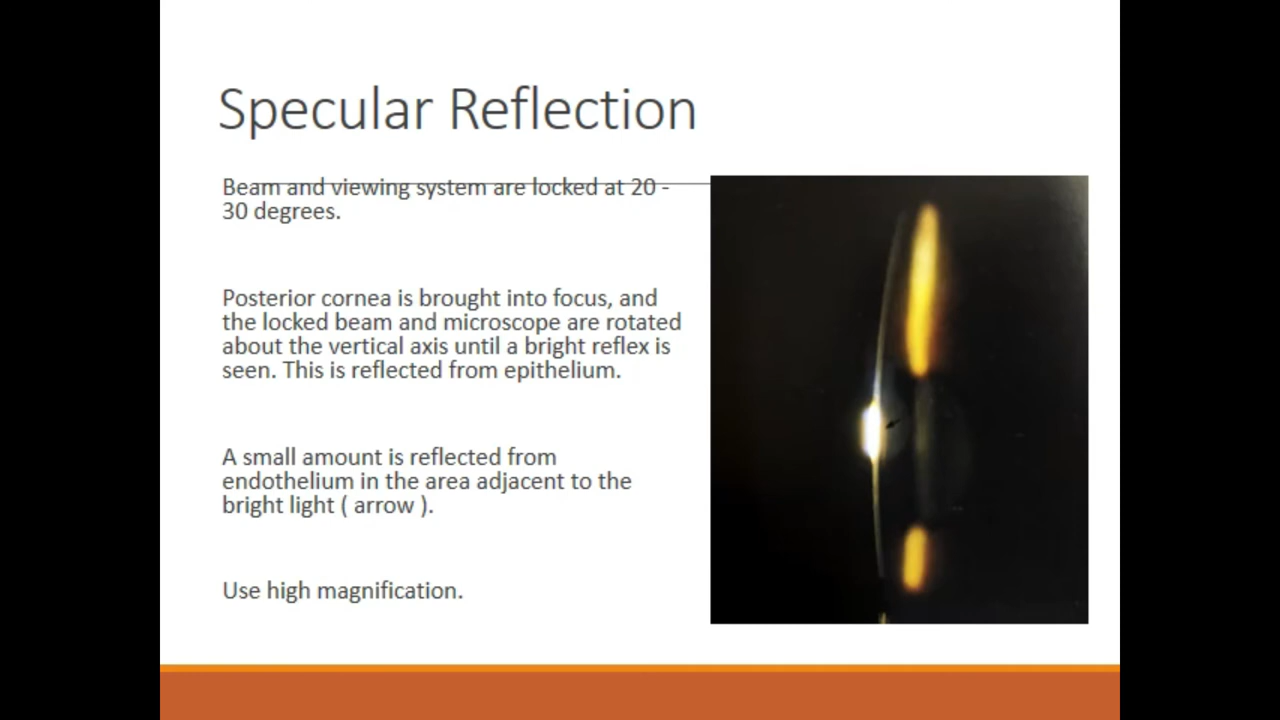 Specular Reflection
Beam and viewing system are locked at 20 -
30 degrees.
Posterior cornea is brought into focus, and
the locked beam and microscope are rotated
about the vertical axis until a bright reflex is
seen. This is reflected from epithelium.
A small amount is reflected from
endothelium in the area adjacent to the
bright light ( arrow ).
Use high magnification.